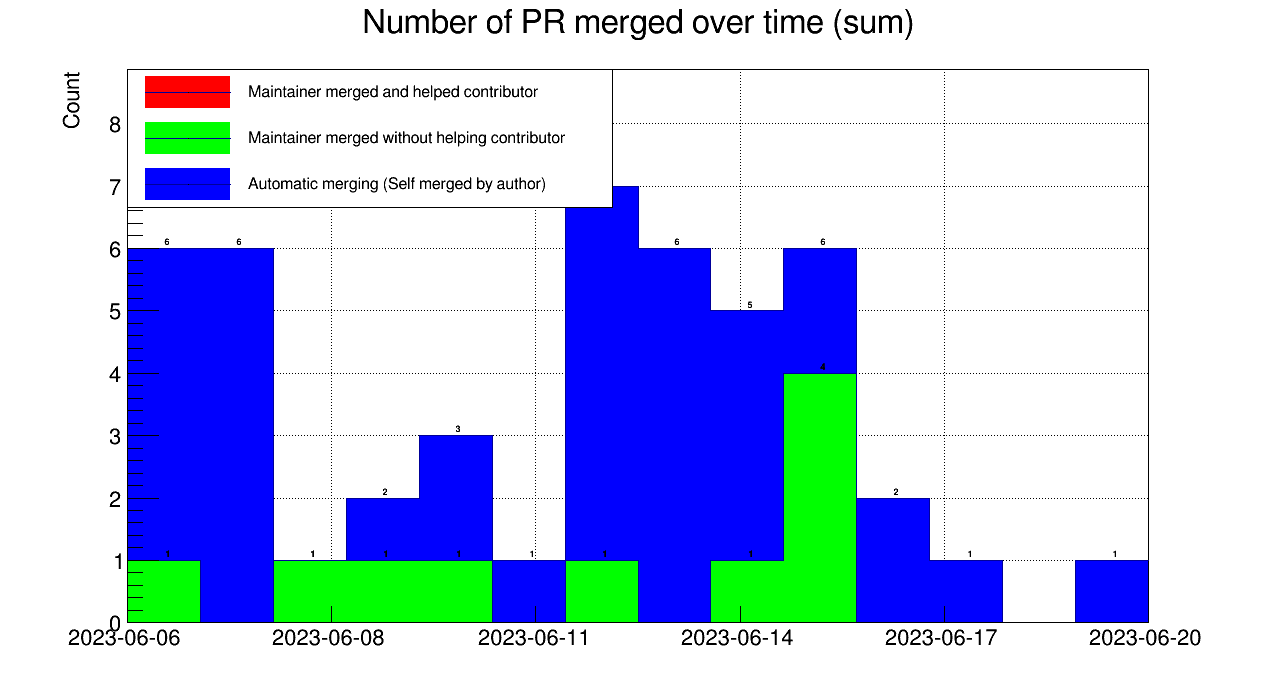 Number of PR merged over time (sum)
Count
Maintainer merged and helped contributor
Maintainer merged without helping contributor
Automatic merging (Self merged by author)
8
7
6
5
4
3
2
1
0
6 6 6 6
5
4
3
2 2
1 1 1 1 1 1 1 1 1
2023-06-06 2023-06-08 2023-06-11 2023-06-14 2023-06-17 2023-06-20